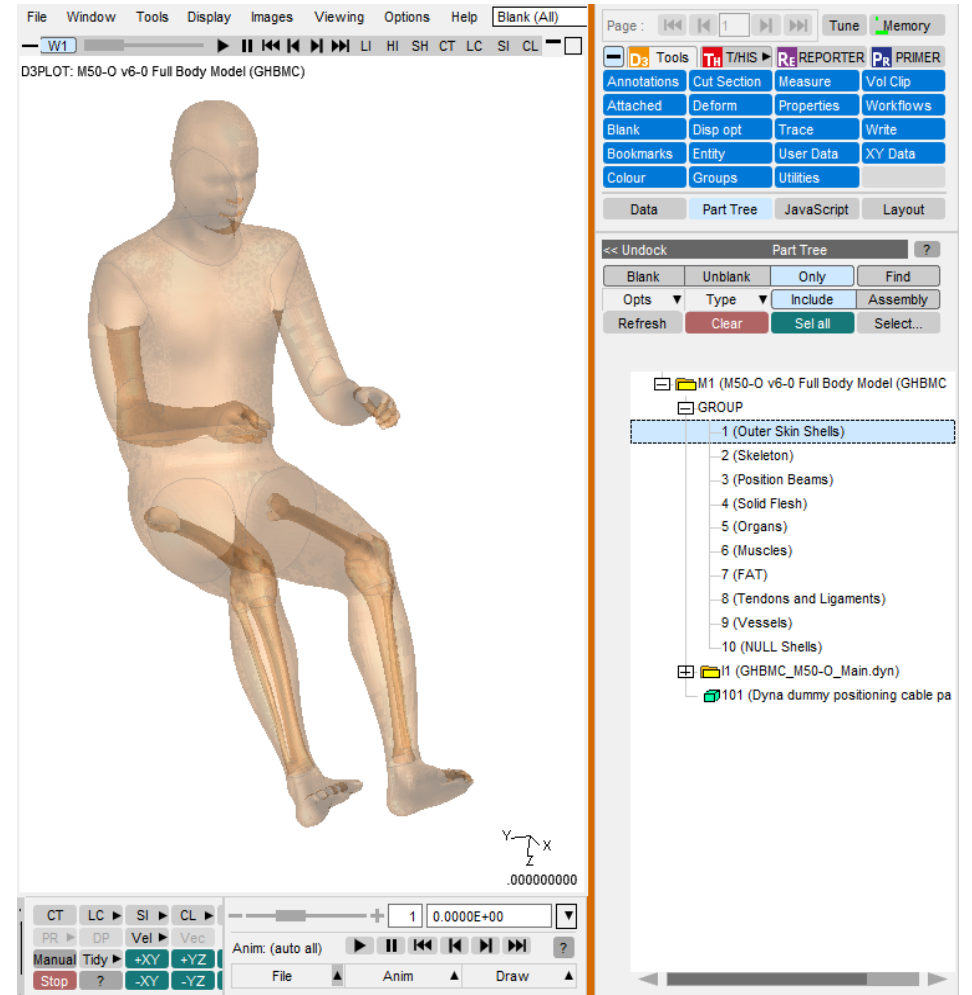 File Window Tools Display Images Viewing Options Help Blank (All)
W1 LI HI SH CT LC SI CL
D3PLOT: M50-O v6-0 Full Body Model (GHBMC)
Y X
Z
.000000000
CT LC SI CL
PR DP Vel Vec
Manual Tidy +XY +YZ
Stop ? -XY -YZ
1 0.0000E+00
Anim: (auto all) ?
File Anim Draw
Page : 1 Tune Memory
D3 Tools TH T/HIS RE REPORTER PR PRIMER
Annotations Cut Section Measure Vol Clip
Attached Deform Properties Workflows
Blank Disp opt Trace Write
Bookmarks Entity User Data XY Data
Colour Groups Utilities
Data Part Tree JavaScript Layout
<< Undock Part Tree ?
Blank Unblank Only Find
Opts Type Include Assembly
Refresh Clear Sel all Select...
M1 (M50-O v6-0 Full Body Model (GHBMC
GROUP
1 (Outer Skin Shells)
2 (Skeleton)
3 (Position Beams)
4 (Solid Flesh)
5 (Organs)
6 (Muscles)
7 (FAT)
8 (Tendons and Ligaments)
9 (Vessels)
10 (NULL Shells)
I1 (GHBMC_M50-O_Main.dyn)
101 (Dyna dummy positioning cable pa